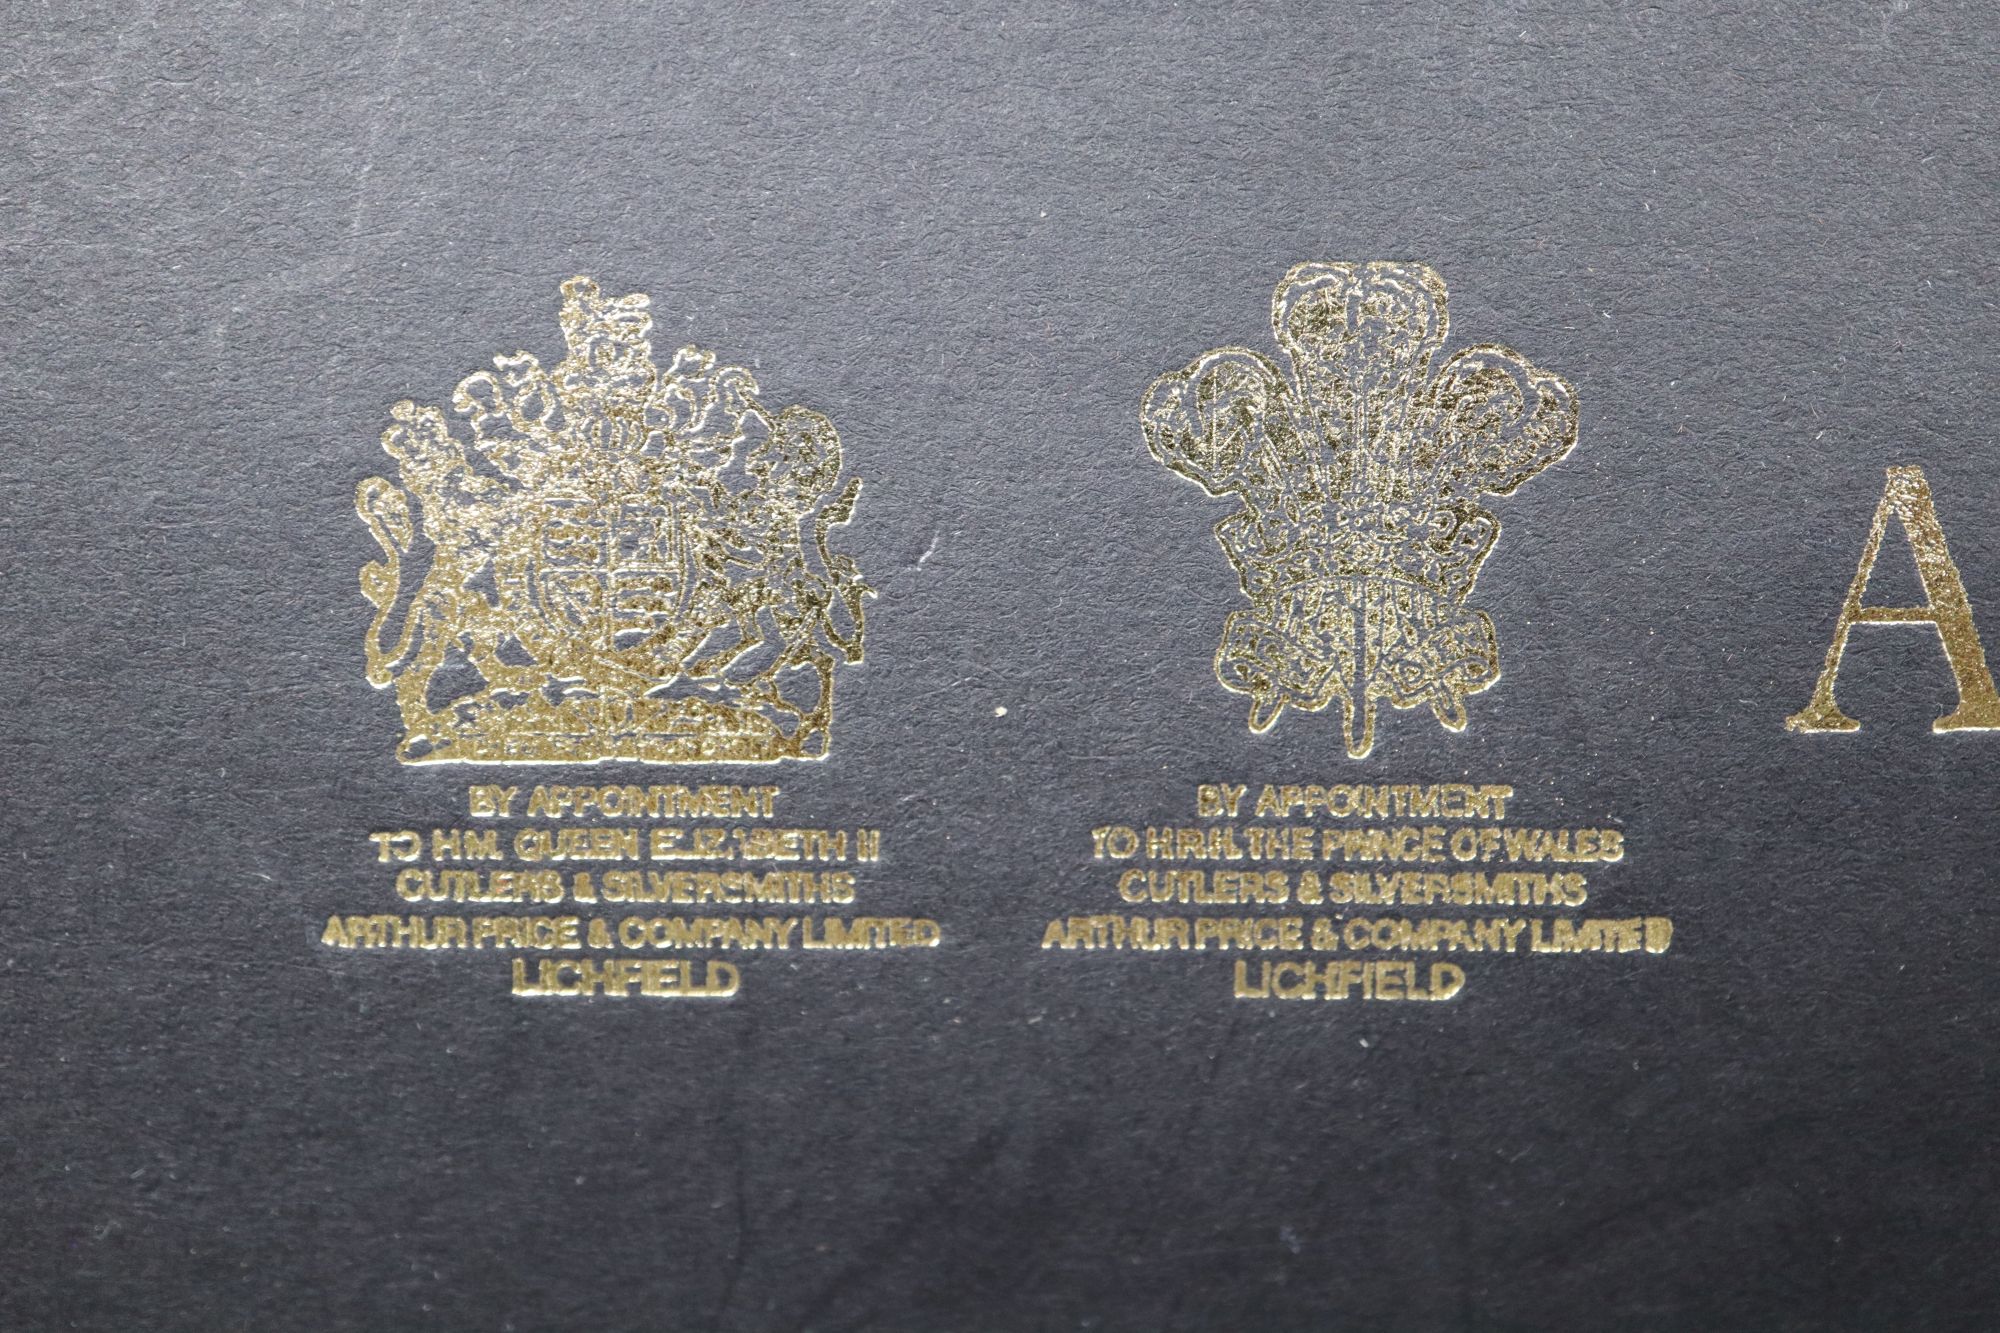 BY APPOINTMENT
TO H.M. QUEEN ELIZABETH II
CUTLERS & SILVERSMITHS
ARTHUR PRICE & COMPANY LIMITED
LICHFIELD
BY APPOINTMENT
TO H.R.H. THE PRINCE OF WALES
CUTLERS & SILVERSMITHS
ARTHUR PRICE & COMPANY LIMITED
LICHFIELD
A